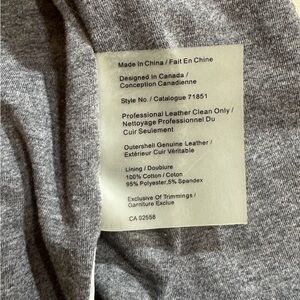 Made In China / Fait En Chine
Designed In Canada /
Conception Canadienne
Style No. / Catalogue 71851
Professional Leather Clean Only /
Nettoyage Professionnel Du
Cuir Seulement
Outershell Genuine Leather /
Extérieur Cuir Véritable
Lining / Doublure
100% Cotton / Coton
95% Polyester,5% Spandex
Exclusive Of Trimmings /
Garniture Exclue
CA 02558